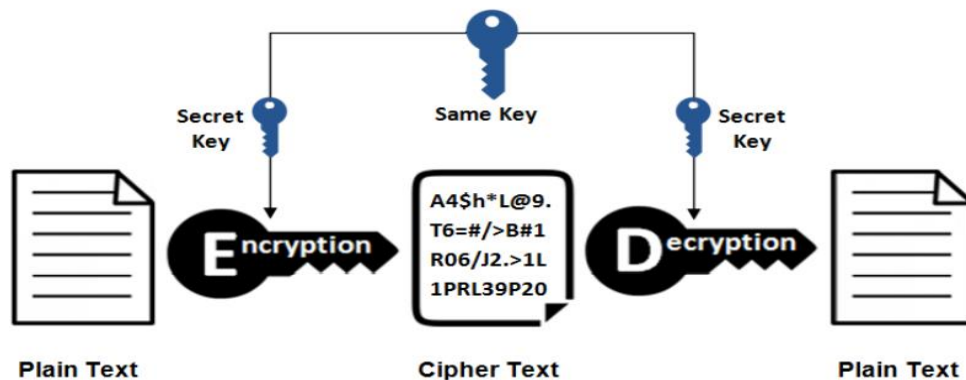 Same Key
Secret
Key
Secret
Key
Encryption
A4$h*L@9.
T6=#/>B#1
R06/J2.>1L
1PRL39P20
Decryption
Plain Text
Cipher Text
Plain Text